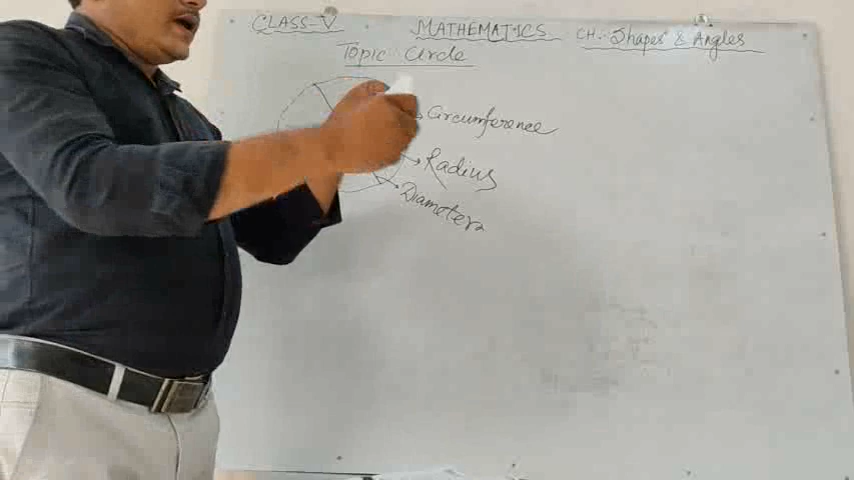 CLASS-V MATHEMATICS CH:- Shapes & Angles
Topic: Circle
Circumference
Radius
Diameter